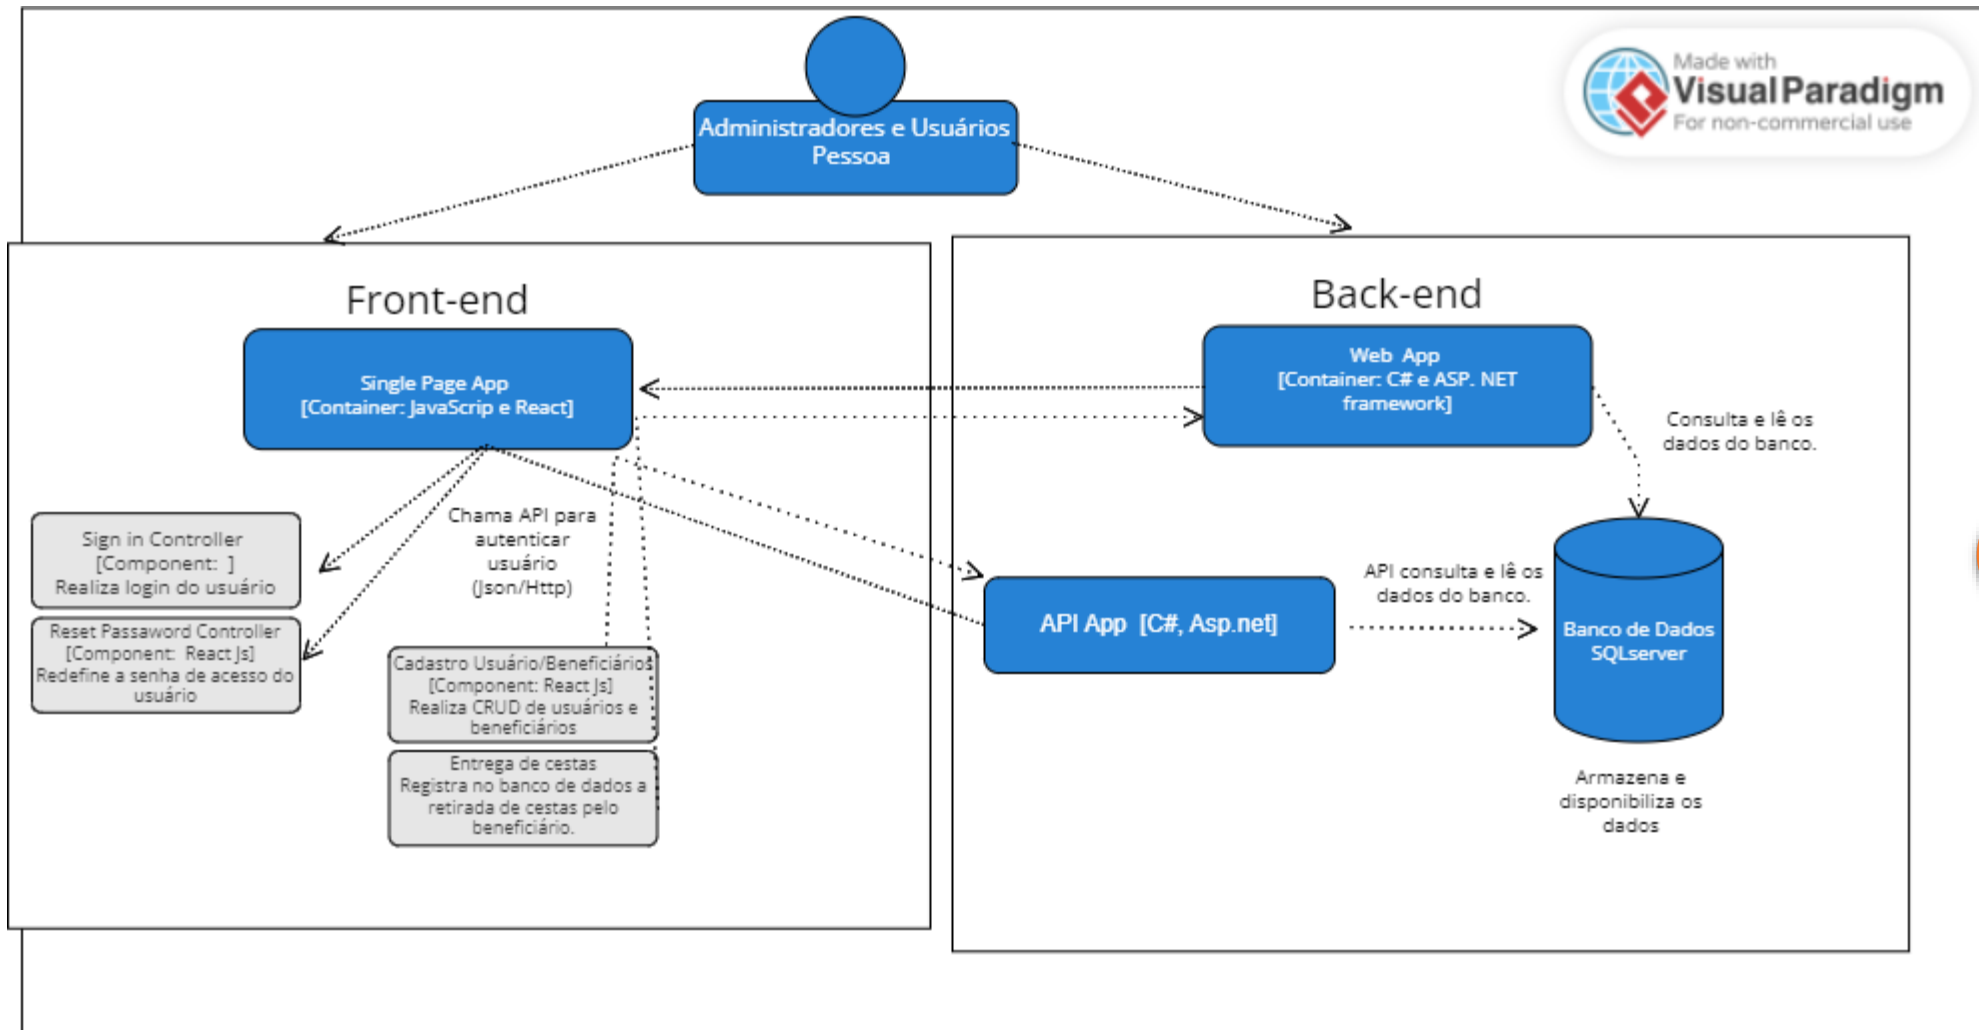 Made with
Visual Paradigm
For non-commercial use
Administradores e Usuários
Pessoa
Front-end
Single Page App
[Container: JavaScrip e React]
Sign in Controller
[Component:  ]
Realiza login do usuário
Reset Passaword Controller
[Component:  React Js]
Redefine a senha de acesso do
usuário
Chama API para
autenticar
usuário
(Json/Http)
Cadastro Usuário/Beneficiários
[Component: React Js]
Realiza CRUD de usuários e
beneficiários
Entrega de cestas
Registra no banco de dados a
retirada de cestas pelo
beneficiário.
Back-end
Web  App
[Container: C# e ASP. NET
framework]
Consulta e lê os
dados do banco.
API App  [C#, Asp.net]
API consulta e lê os
dados do banco.
Banco de Dados
SQLserver
Armazena e
disponibiliza os
dados